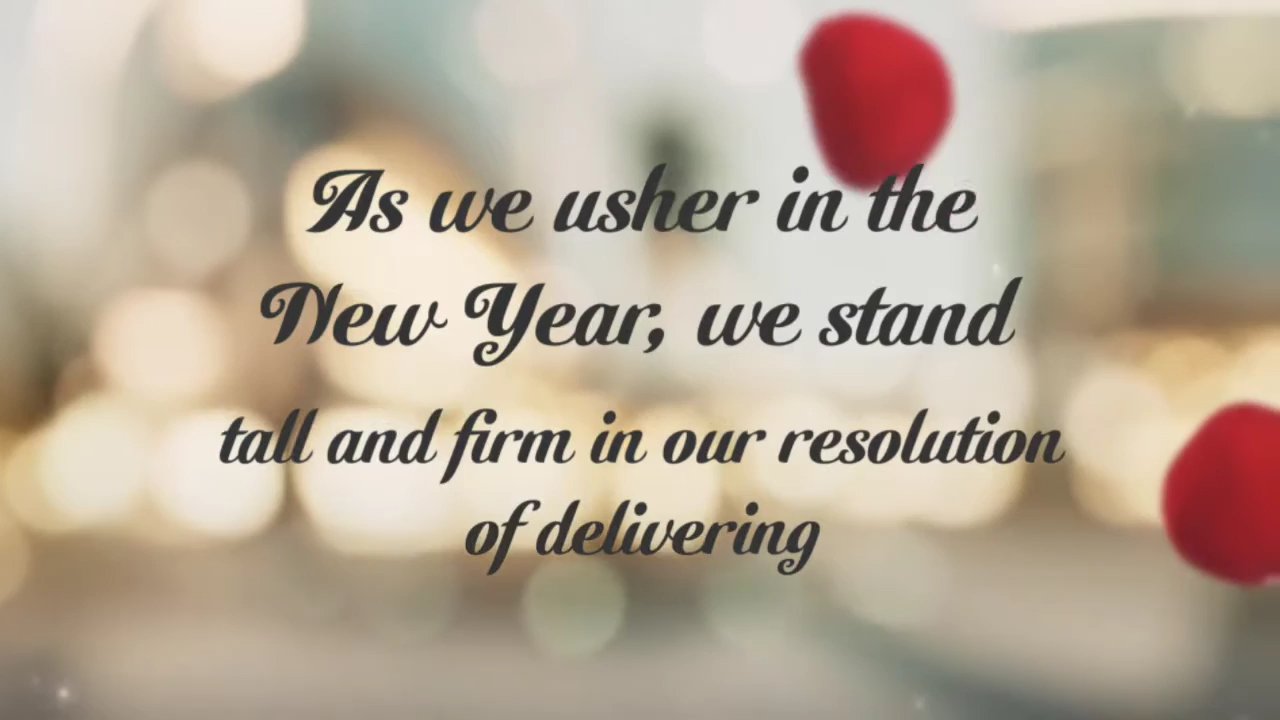 As we usher in the
New Year, we stand
tall and firm in our resolution
of delivering